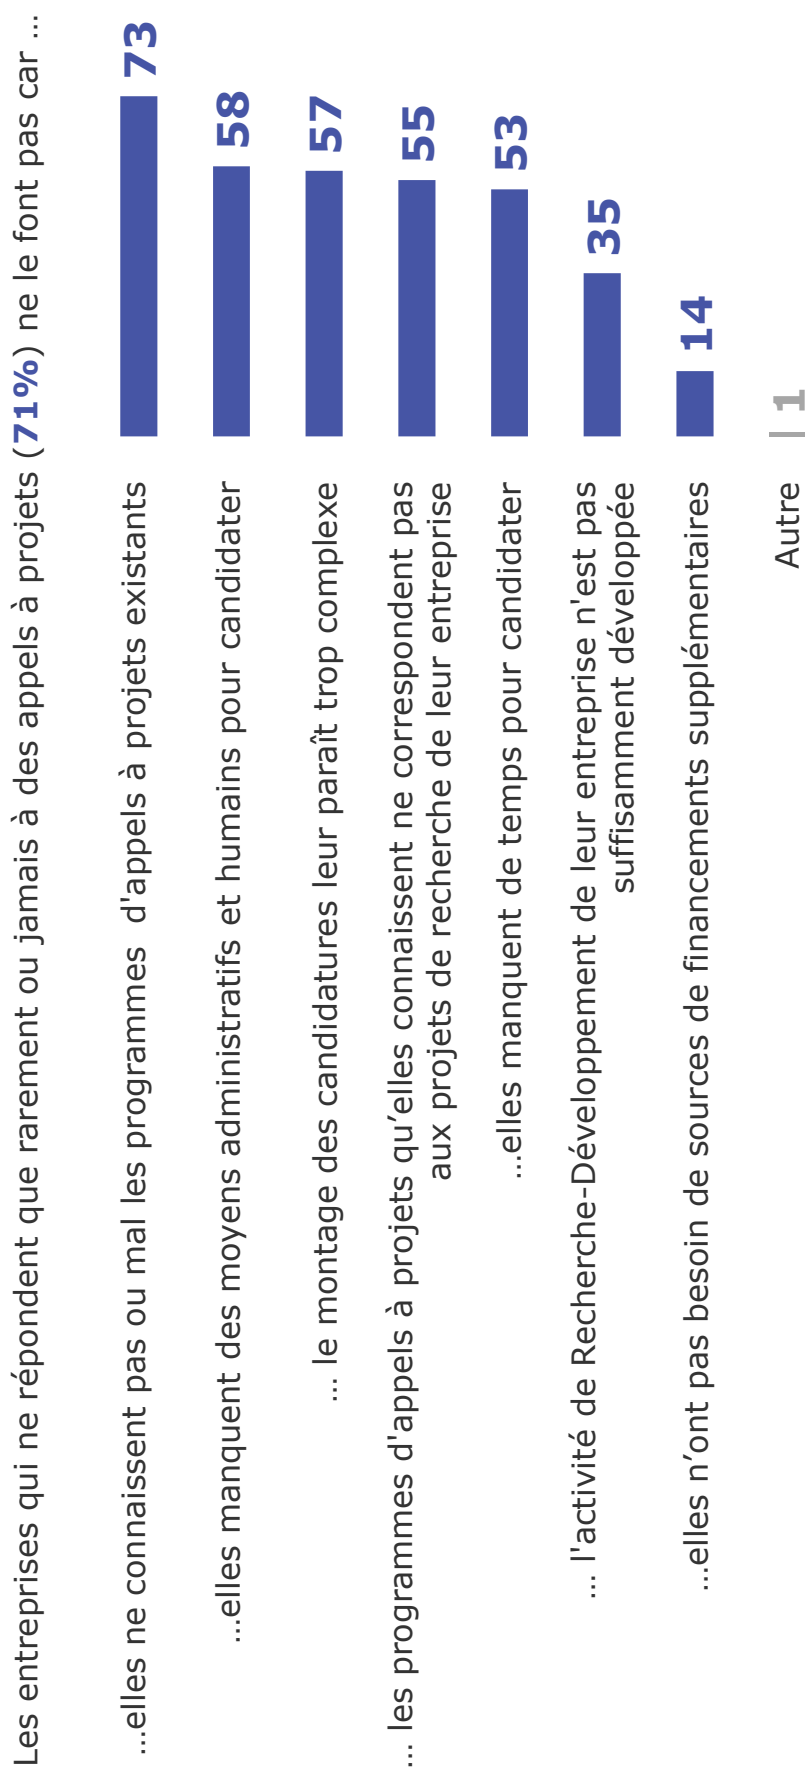 Les entreprises qui ne répondent que rarement ou jamais à des appels à projets (71%) ne le font pas car ...
...elles ne connaissent pas ou mal les programmes d'appels à projets existants 73
...elles manquent des moyens administratifs et humains pour candidater 58
... le montage des candidatures leur paraît trop complexe 57
... les programmes d'appels à projets qu’elles connaissent ne correspondent pas
aux projets de recherche de leur entreprise 55
...elles manquent de temps pour candidater 53
... l'activité de Recherche-Développement de leur entreprise n'est pas
suffisamment développée 35
...elles n’ont pas besoin de sources de financements supplémentaires 14
Autre 1